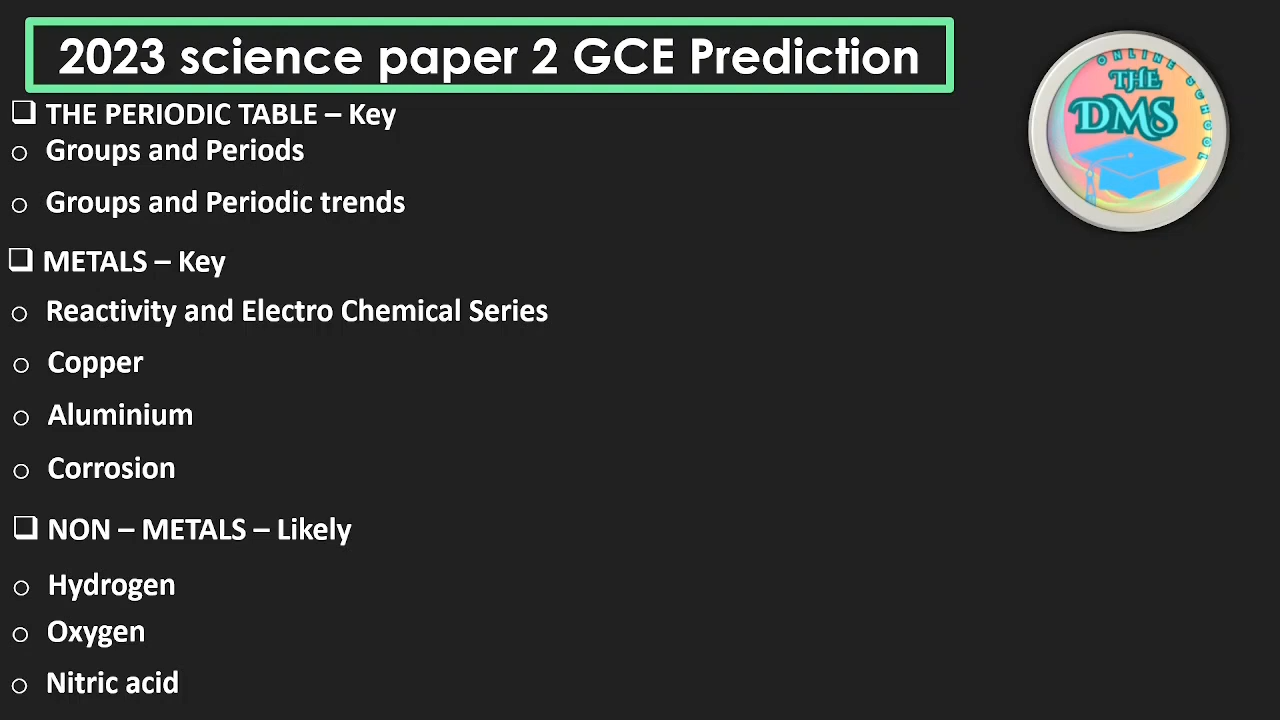 2023 science paper 2 GCE Prediction
THE PERIODIC TABLE – Key
Groups and Periods
Groups and Periodic trends
METALS – Key
Reactivity and Electro Chemical Series
Copper
Aluminium
Corrosion
NON – METALS – Likely
Hydrogen
Oxygen
Nitric acid
ONLINE SCHOOL
THE
DMS